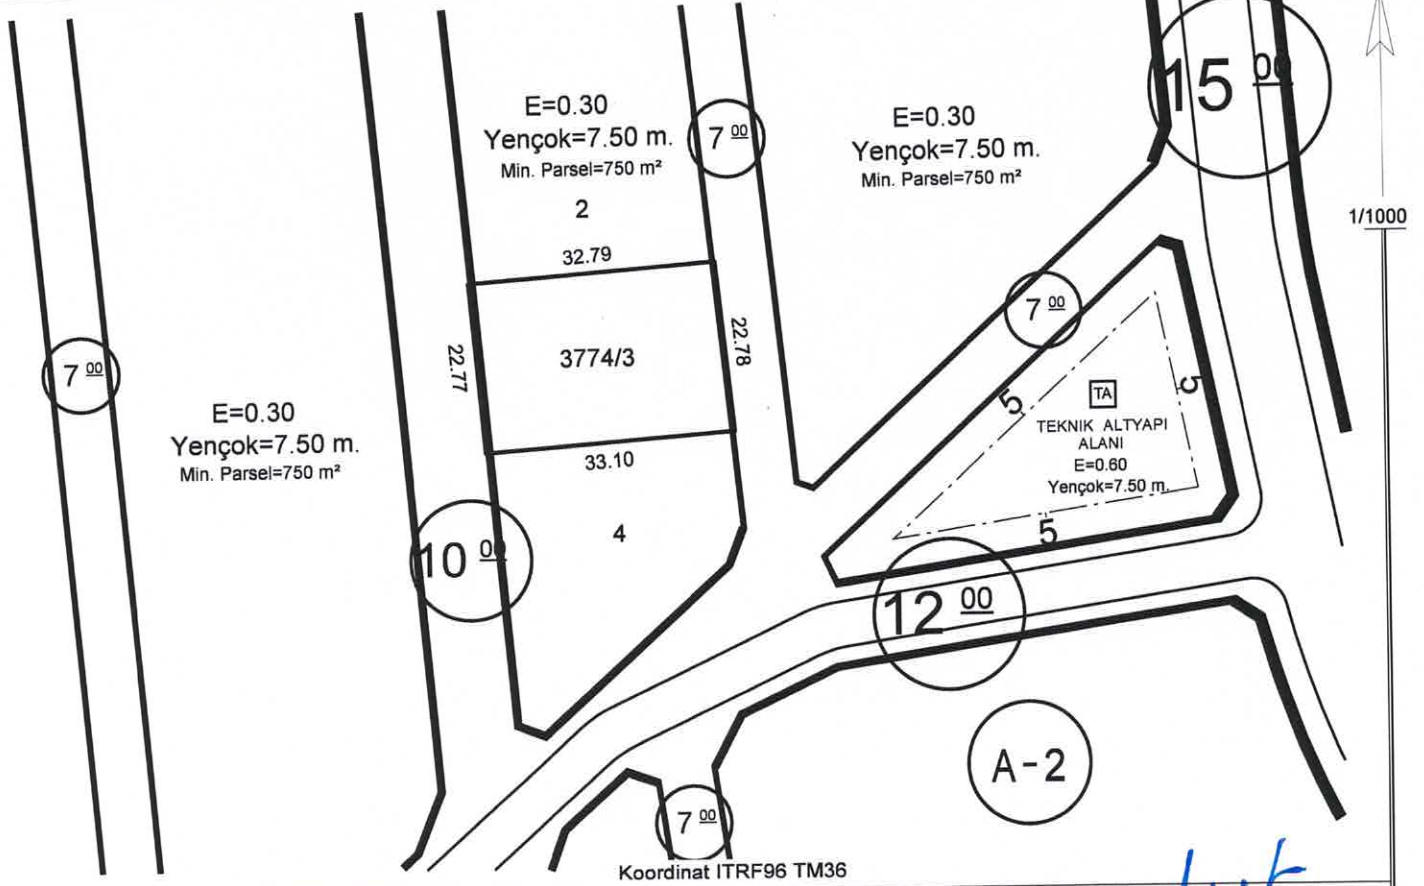 E=0.30
Yençok=7.50 m.
Min. Parsel=750 m²
2
32.79
22.77
3774/3
22.78
33.10
4
7 00
E=0.30
Yençok=7.50 m.
Min. Parsel=750 m²
15 00
1/1000
7 00
7 00
E=0.30
Yençok=7.50 m.
Min. Parsel=750 m²
10 00
5
5
TA
TEKNIK ALTYAPI
ALANI
E=0.60
Yençok=7.50 m.
5
12 00
A-2
7 00
Koordinat ITRF96 TM36